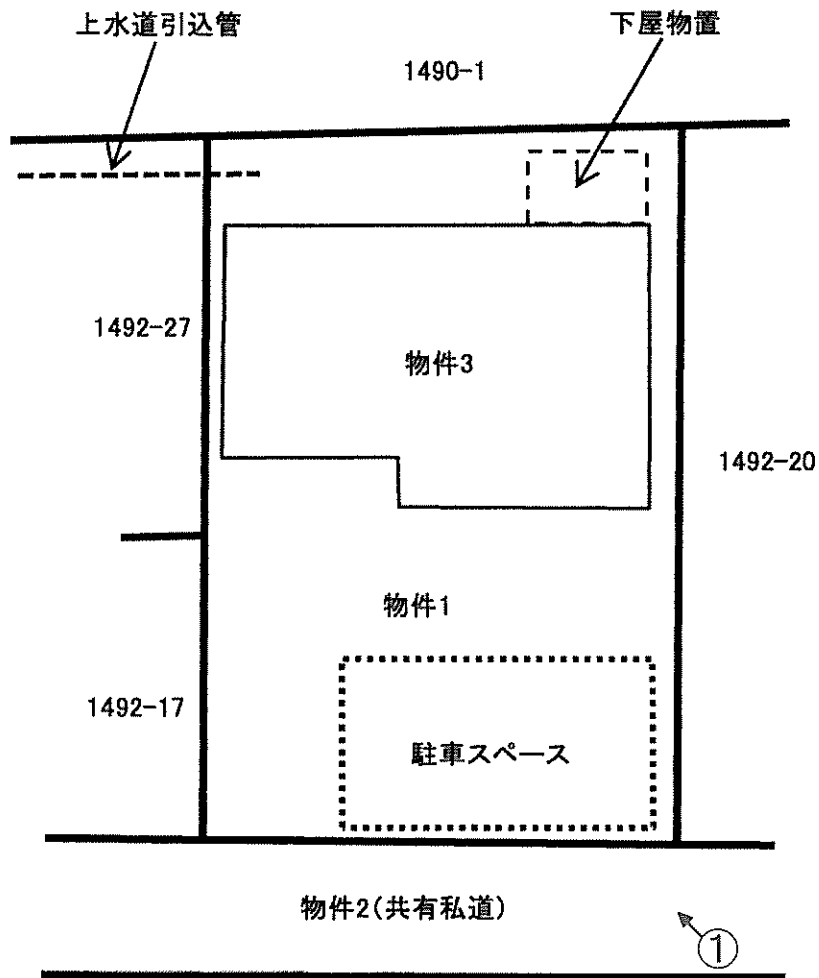 上水道引込管
下屋物置
1490-1
1492-27
物件3
1492-20
物件1
1492-17
駐車スペース
物件2(共有私道)
①